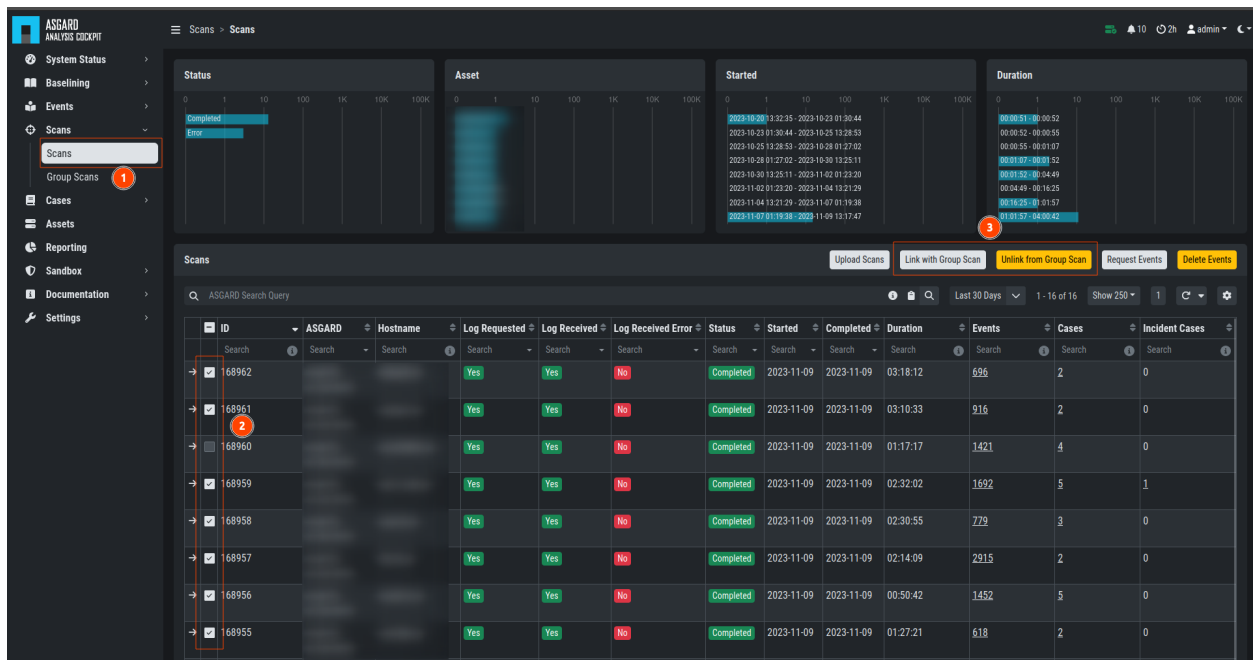 ASGARD
ANALYSIS COCKPIT
Scans > Scans
10 2h admin
System Status
Baselining
Events
Scans
Scans
Group Scans
1
Cases
Assets
Reporting
Sandbox
Documentation
Settings
Status
0 1 10 100 1K 10K 100K
Completed
Error
Asset
0 1 10 100 1K 10K 100K
Started
0 1 10 100 1K 10K 100K
2023-10-20 13:32:35 - 2023-10-23 01:30:44
2023-10-23 01:30:44 - 2023-10-25 13:28:53
2023-10-25 13:28:53 - 2023-10-28 01:27:02
2023-10-28 01:27:02 - 2023-10-30 13:25:11
2023-10-30 13:25:11 - 2023-11-02 01:23:20
2023-11-02 01:23:20 - 2023-11-04 13:21:29
2023-11-04 13:21:29 - 2023-11-07 01:19:38
2023-11-07 01:19:38 - 2023-11-09 13:17:47
Duration
0 1 10 100 1K 10K 100K
00:00:51 - 00:00:52
00:00:52 - 00:00:55
00:00:55 - 00:01:07
00:01:07 - 00:01:52
00:01:52 - 00:04:49
00:04:49 - 00:16:25
00:16:25 - 01:01:57
01:01:57 - 04:00:42
3
Scans
Upload Scans Link with Group Scan Unlink from Group Scan Request Events Delete Events
ASGARD Search Query Last 30 Days 1 - 16 of 16 Show 250 1
ID ASGARD Hostname Log Requested Log Received Log Received Error Status Started Completed Duration Events Cases Incident Cases
Search Search Search Search Search Search Search Search Search Search Search Search Search
168962 Yes Yes No Completed 2023-11-09 2023-11-09 03:18:12 696 2 0
168961 Yes Yes No Completed 2023-11-09 2023-11-09 03:10:33 916 2 0
2
168960 Yes Yes No Completed 2023-11-09 2023-11-09 01:17:17 1421 4 0
168959 Yes Yes No Completed 2023-11-09 2023-11-09 02:32:02 1692 5 1
168958 Yes Yes No Completed 2023-11-09 2023-11-09 02:30:55 779 3 0
168957 Yes Yes No Completed 2023-11-09 2023-11-09 02:14:09 2915 2 0
168956 Yes Yes No Completed 2023-11-09 2023-11-09 00:50:42 1452 5 0
168955 Yes Yes No Completed 2023-11-09 2023-11-09 01:27:21 618 2 0